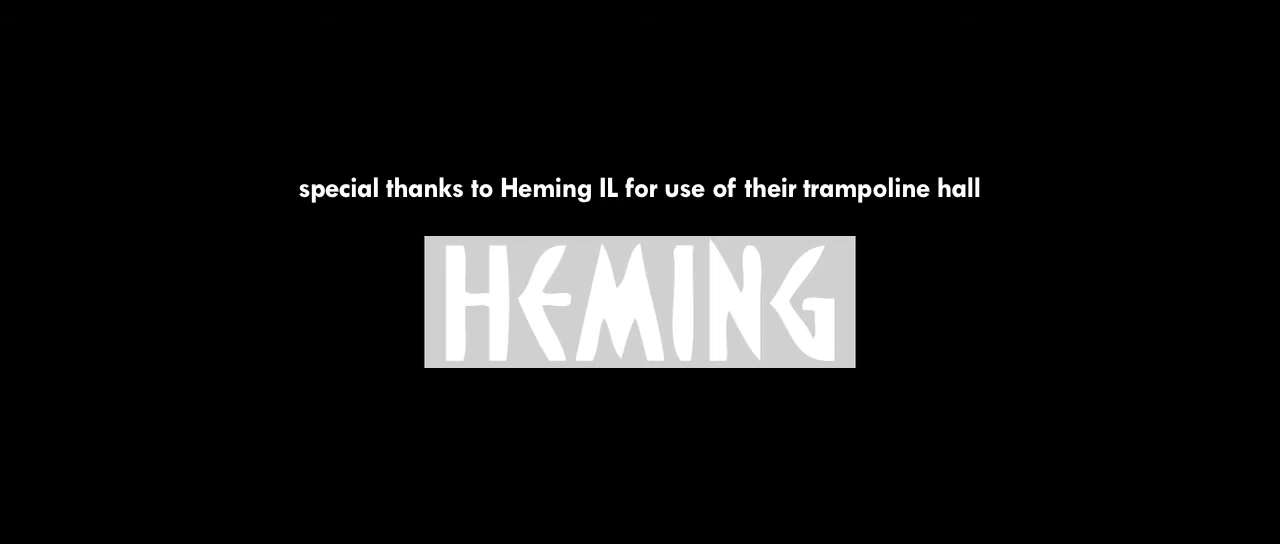 special thanks to Heming IL for use of their trampoline hall
HEMING